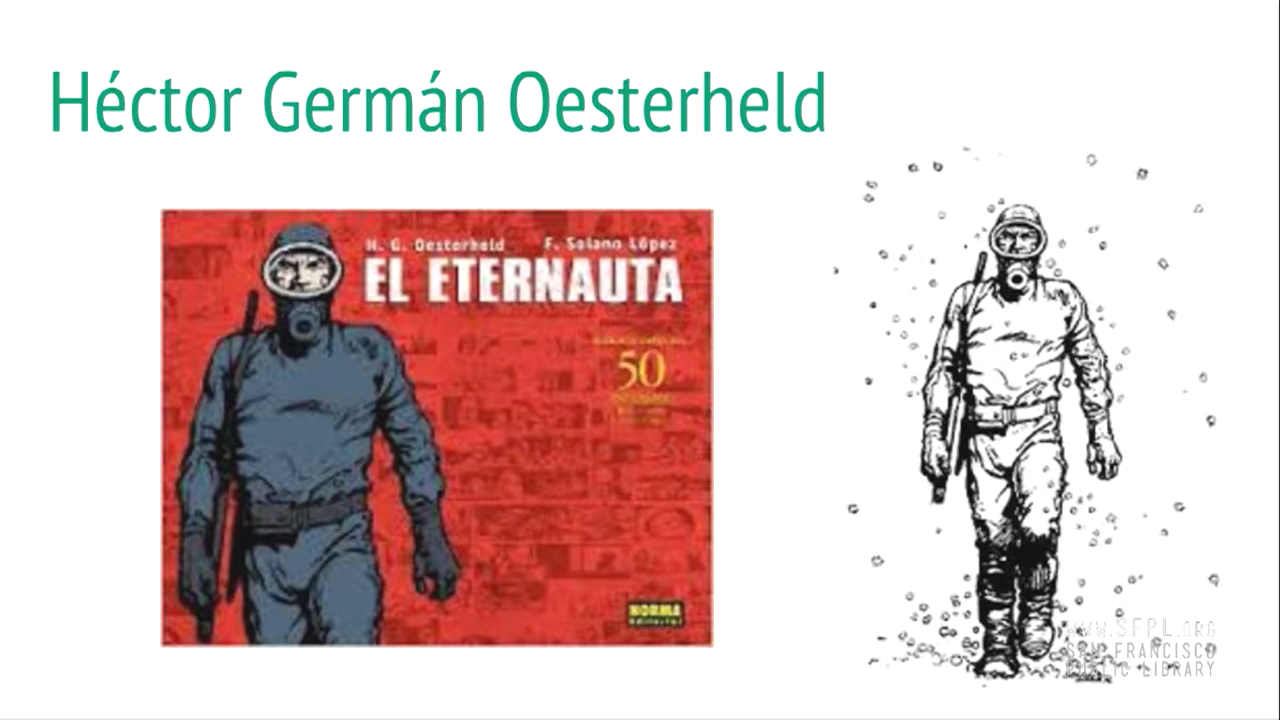 Héctor Germán Oesterheld
H. G. Oesterheld F. Solano López
EL ETERNAUTA
50
NORMA
Editorial
WWW.SFPL.ORG
SAN FRANCISCO
PUBLIC LIBRARY